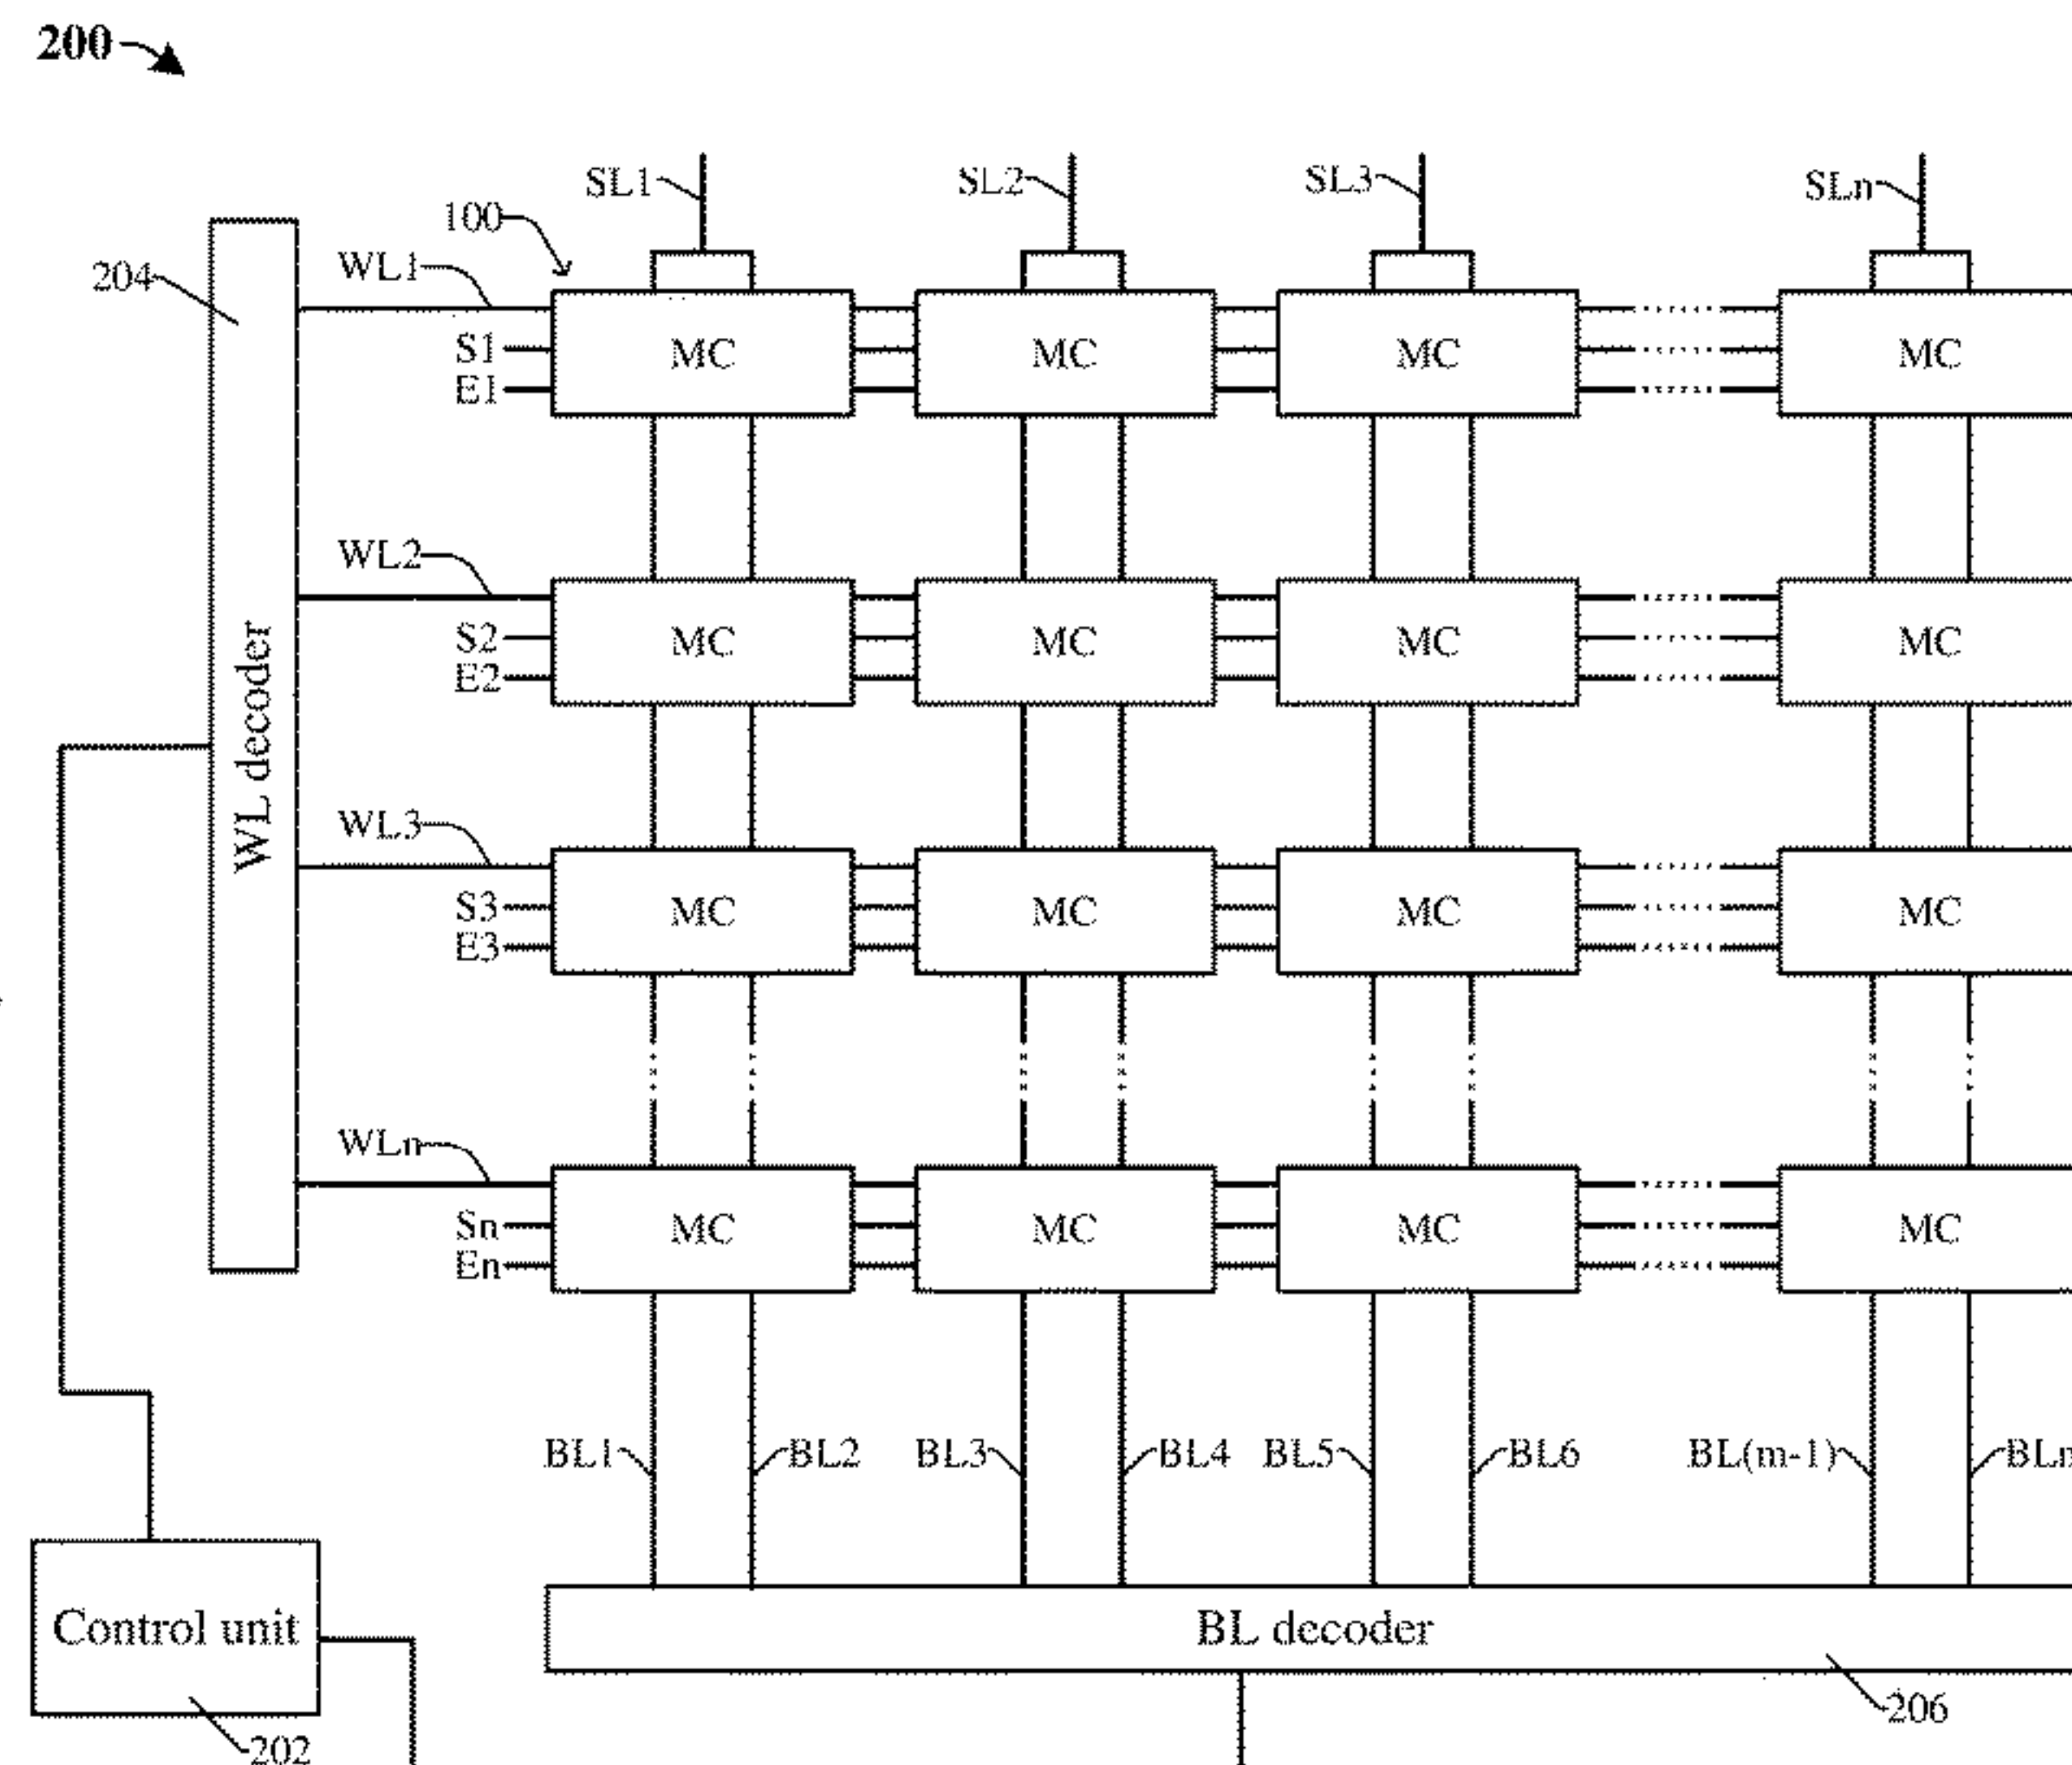 200
SL1 SL2 SL3 SLn
100
204 WL1
MC MC MC MC
S1
E1
WL2
MC MC MC MC
S2
E2
WL decoder
WL3
MC MC MC MC
S3
E3
WLn
MC MC MC MC
Sn
En
BL1 BL2 BL3 BL4 BL5 BL6 BL(m-1)
Control unit
BL decoder
206
202